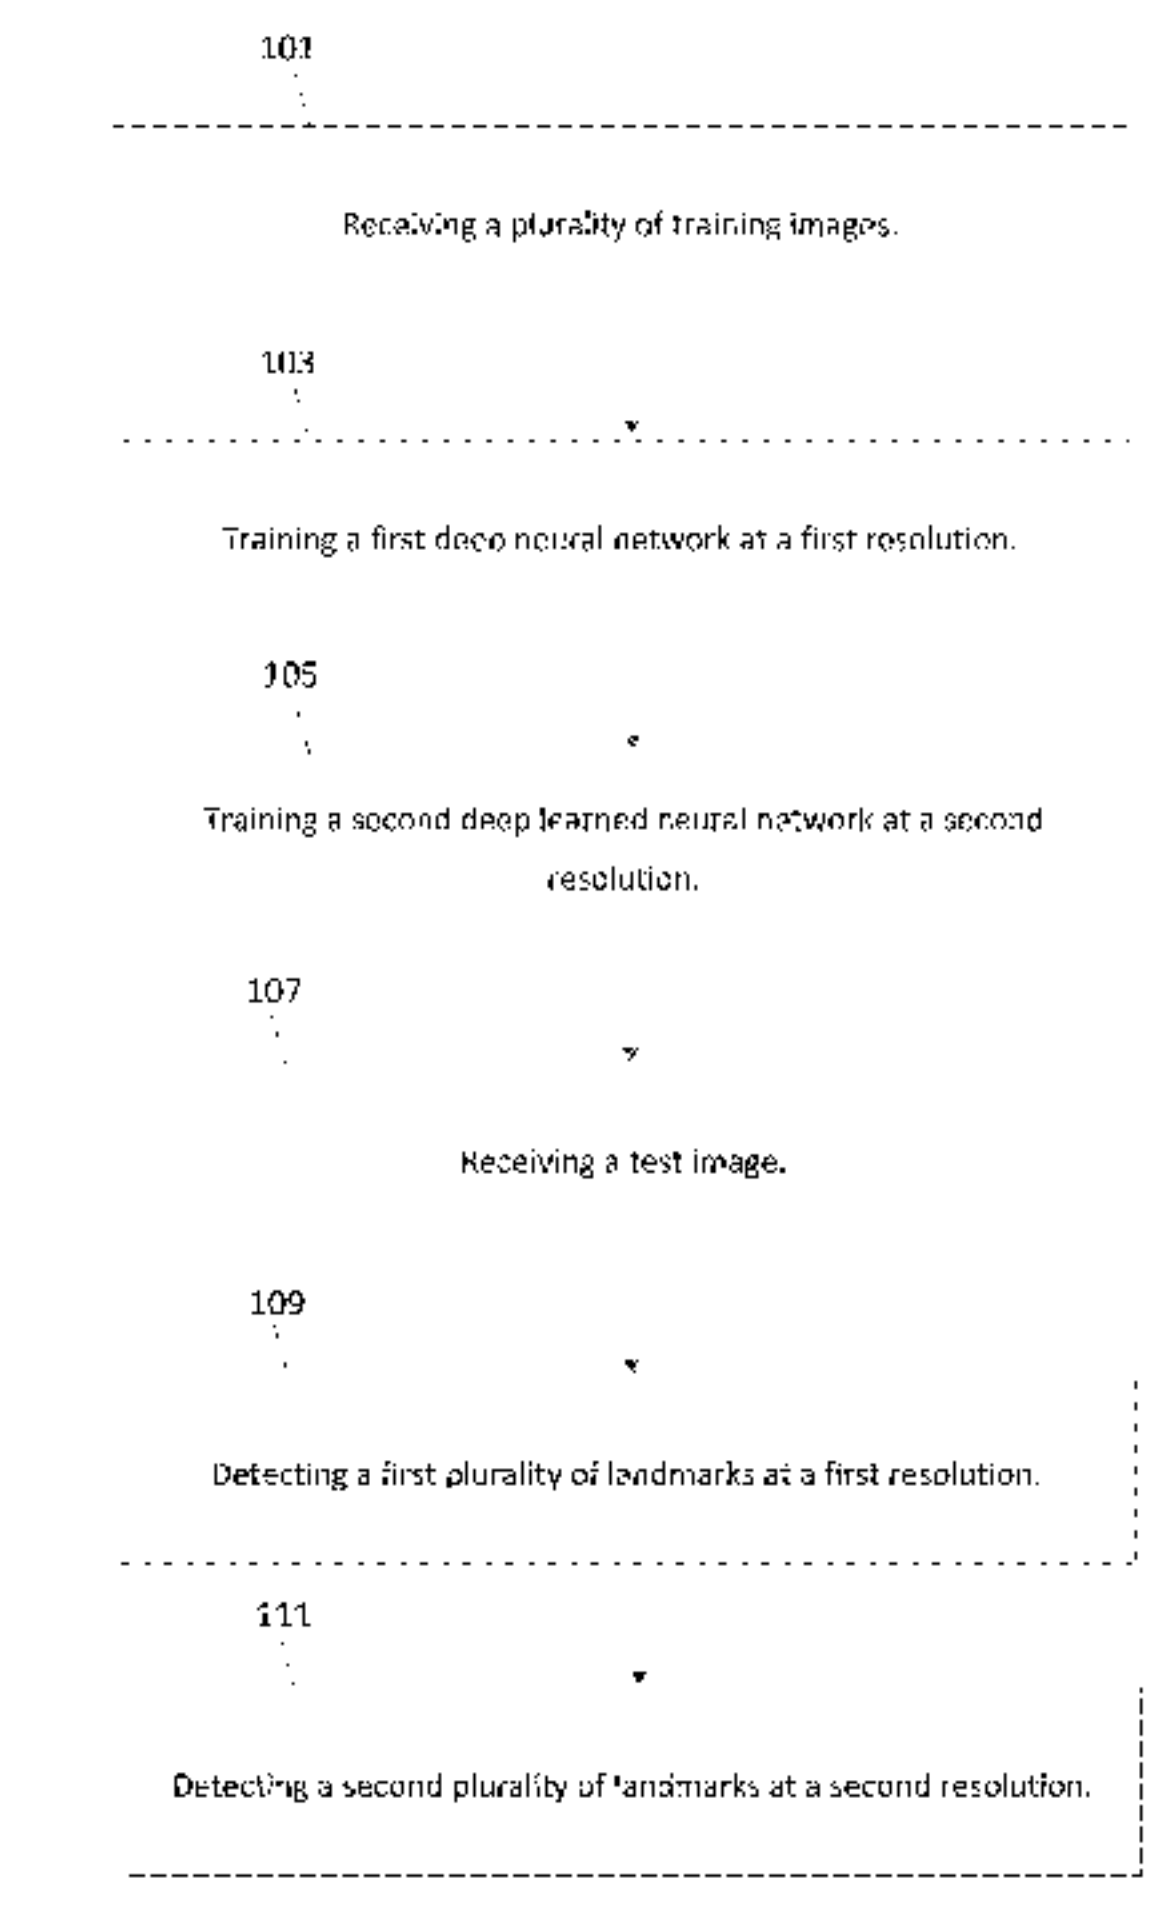 101
Receiving a plurality of training images.
103
Training a first deep neural network at a first resolution.
105
Training a second deep learned neural network at a second
resolution.
107
Receiving a test image.
109
Detecting a first plurality of landmarks at a first resolution.
111
Detecting a second plurality of landmarks at a second resolution.